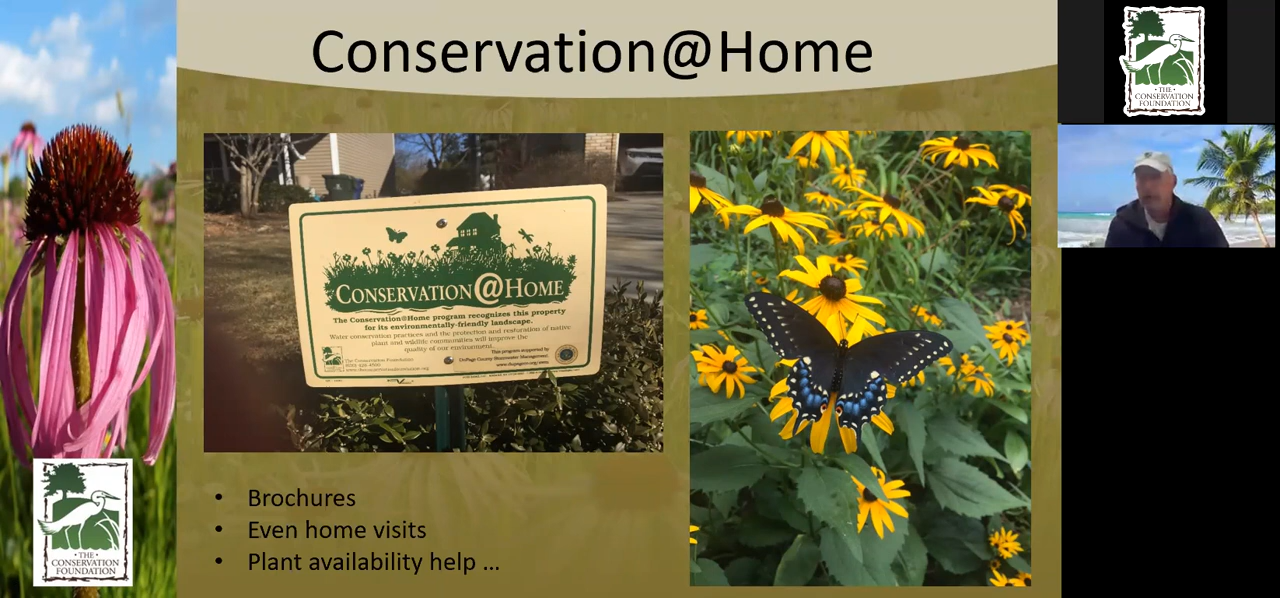 Conservation@Home
CONSERVATION@HOME
The Conservation@Home program recognizes this property
for its environmentally-friendly landscape.
Water conservation practices and the protection and restoration of native
plant and wildlife communities will improve the
quality of our environment.
The Conservation Foundation
This program supported by
DuPage County Stormwater Management
• Brochures
• Even home visits
• Plant availability help ...
• THE •
CONSERVATION
FOUNDATION
• THE •
CONSERVATION
FOUNDATION